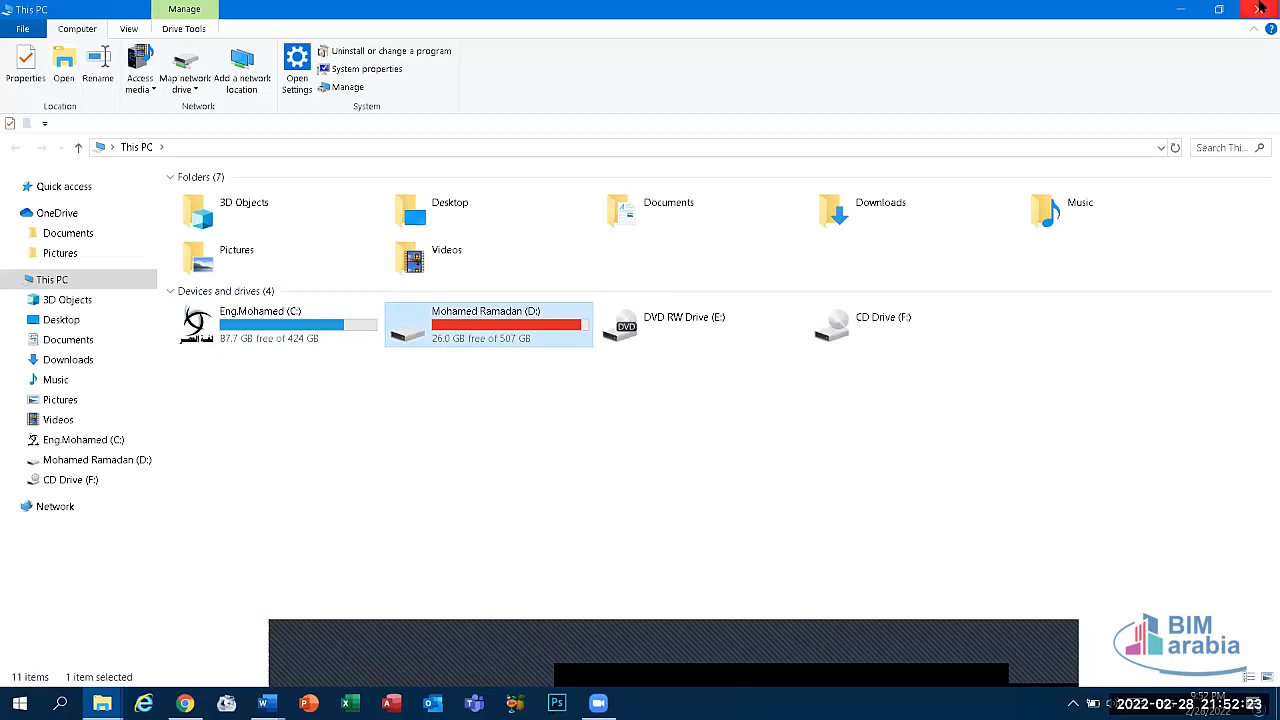 This PC
Manage
File
Computer
View
Drive Tools
Properties
Open
Rename
Access media
Map network drive
Add a network location
Open Settings
Uninstall or change a program
System properties
Manage
Location
Network
System
This PC
Search Thi...
Quick access
OneDrive
Documents
Pictures
This PC
3D Objects
Desktop
Documents
Downloads
Music
Pictures
Videos
Eng.Mohamed (C:)
Mohamed Ramadan (D:)
CD Drive (F:)
Network
Folders (7)
3D Objects
Desktop
Documents
Downloads
Music
Pictures
Videos
Devices and drives (4)
Eng.Mohamed (C:)
87.7 GB free of 424 GB
Mohamed Ramadan (D:)
26.0 GB free of 507 GB
DVD
DVD RW Drive (E:)
CD Drive (F:)
BIM
arabia
11 items
1 item selected
Ps
9:52 PM
2022-02-28 21:52:23